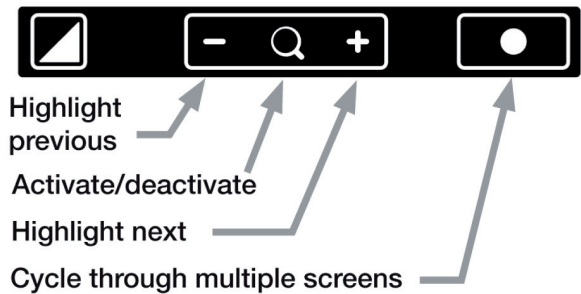 Highlight
previous
Activate/deactivate
Highlight next
Cycle through multiple screens